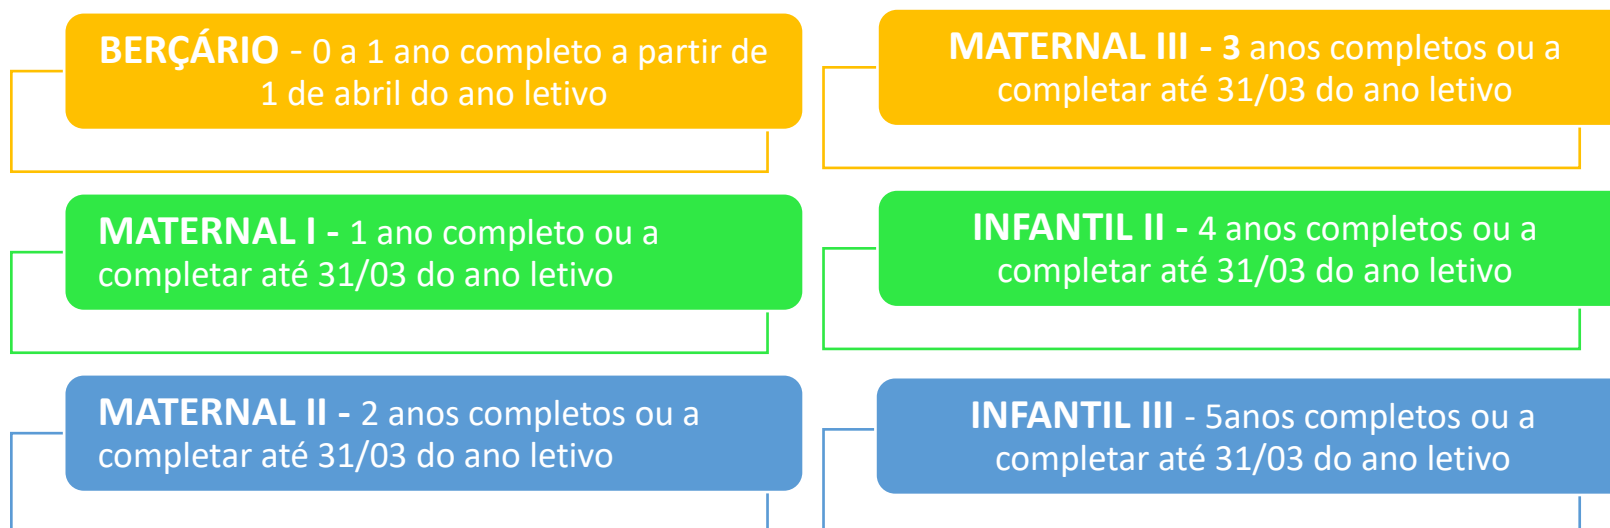 BERÇÁRIO - 0 a 1 ano completo a partir de
1 de abril do ano letivo
MATERNAL I - 1 ano completo ou a
completar até 31/03 do ano letivo
MATERNAL II - 2 anos completos ou a
completar até 31/03 do ano letivo
MATERNAL III - 3 anos completos ou a
completar até 31/03 do ano letivo
INFANTIL II - 4 anos completos ou a
completar até 31/03 do ano letivo
INFANTIL III - 5anos completos ou a
completar até 31/03 do ano letivo